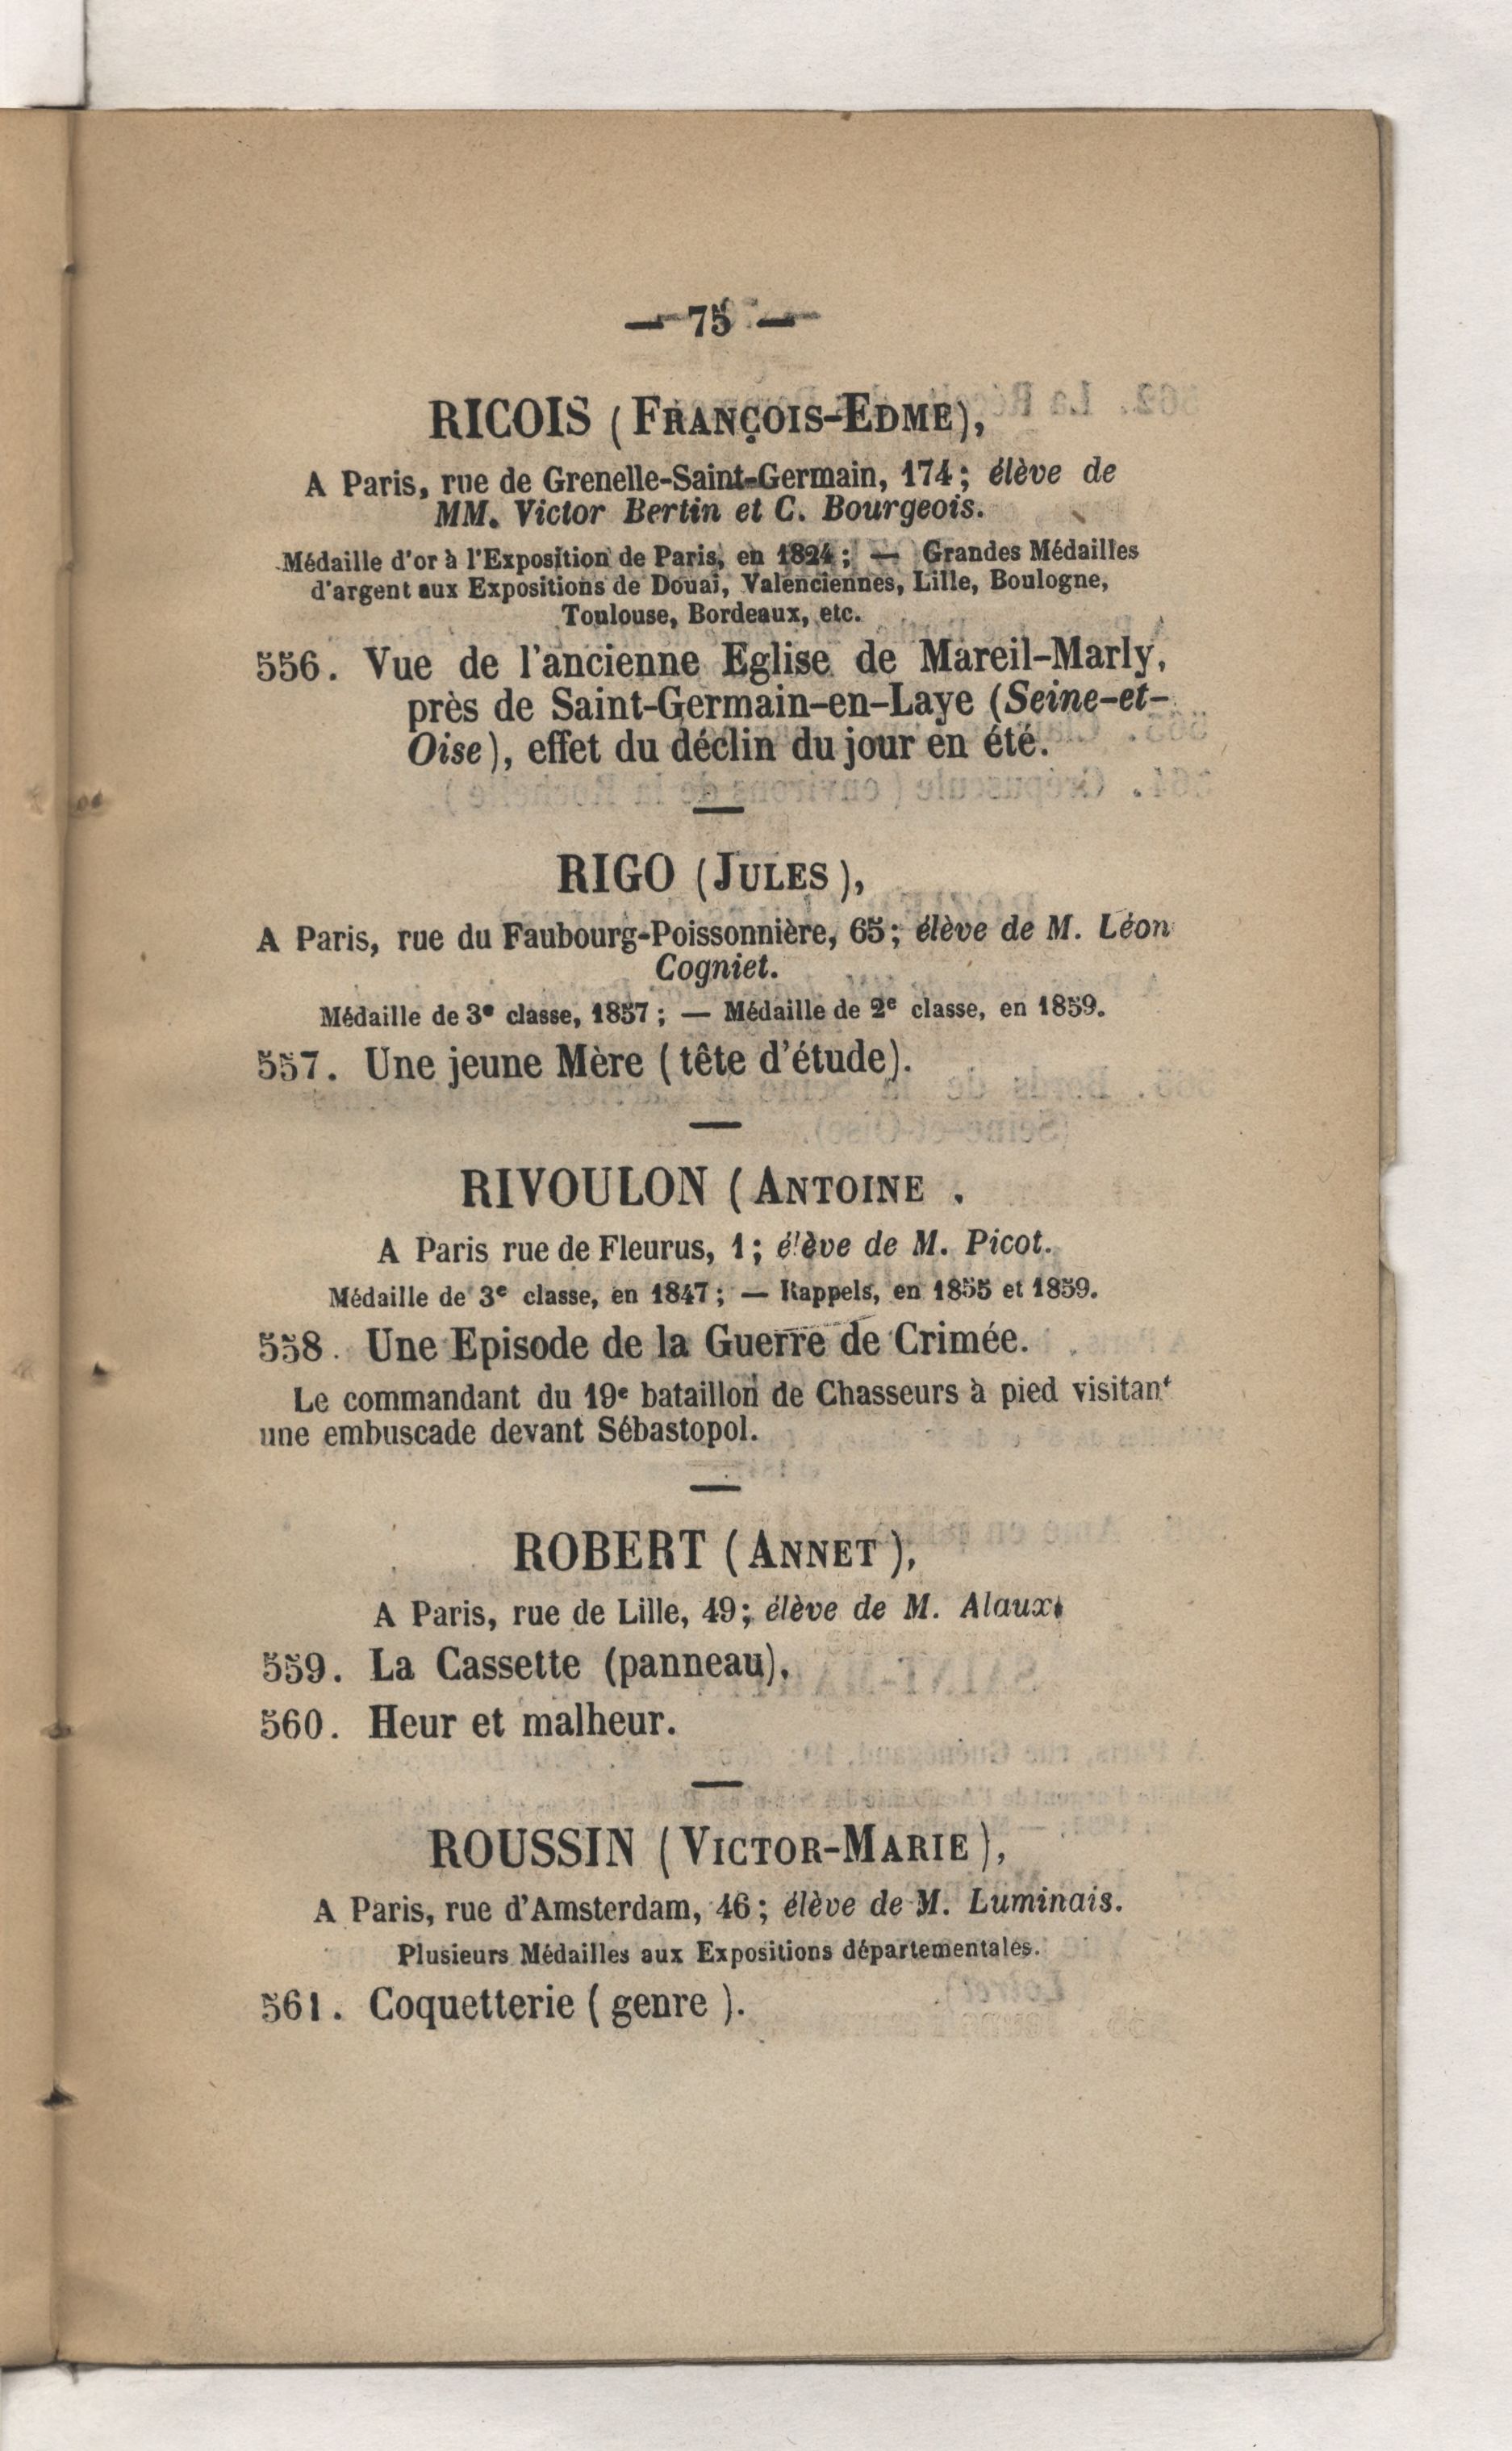 — 75 —
RICOIS (FRANÇOIS-EDME),
A Paris, rue de Grenelle-Saint-Germain, 174; élève de
MM. Victor Bertin et C. Bourgeois.
Médaille d'or à l'Exposition de Paris, en 1824; — Grandes Médailles
d'argent aux Expositions de Douai, Valenciennes, Lille, Boulogne,
Toulouse, Bordeaux, etc.
556. Vue de l'ancienne Eglise de Mareil-Marly,
près de Saint-Germain-en-Laye (Seine-et-
Oise), effet du déclin du jour en été.
RIGO (JULES),
A Paris, rue du Faubourg-Poissonnière, 65; élève de M. Léon
Cogniet.
Médaille de 3e classe, 1857; — Médaille de 2e classe, en 1859.
557. Une jeune Mère (tête d'étude).
RIVOULON (ANTOINE .
A Paris rue de Fleurus, 1; élève de M. Picot.
Médaille de 3e classe, en 1847; — Rappels, en 1855 et 1859.
558. Une Episode de la Guerre de Crimée.
Le commandant du 19e bataillon de Chasseurs à pied visitant
une embuscade devant Sébastopol.
ROBERT (ANNET),
A Paris, rue de Lille, 49; élève de M. Alaux.
559. La Cassette (panneau).
560. Heur et malheur.
ROUSSIN (VICTOR-MARIE),
A Paris, rue d'Amsterdam, 46; élève de M. Luminais.
Plusieurs Médailles aux Expositions départementales.
561. Coquetterie (genre).